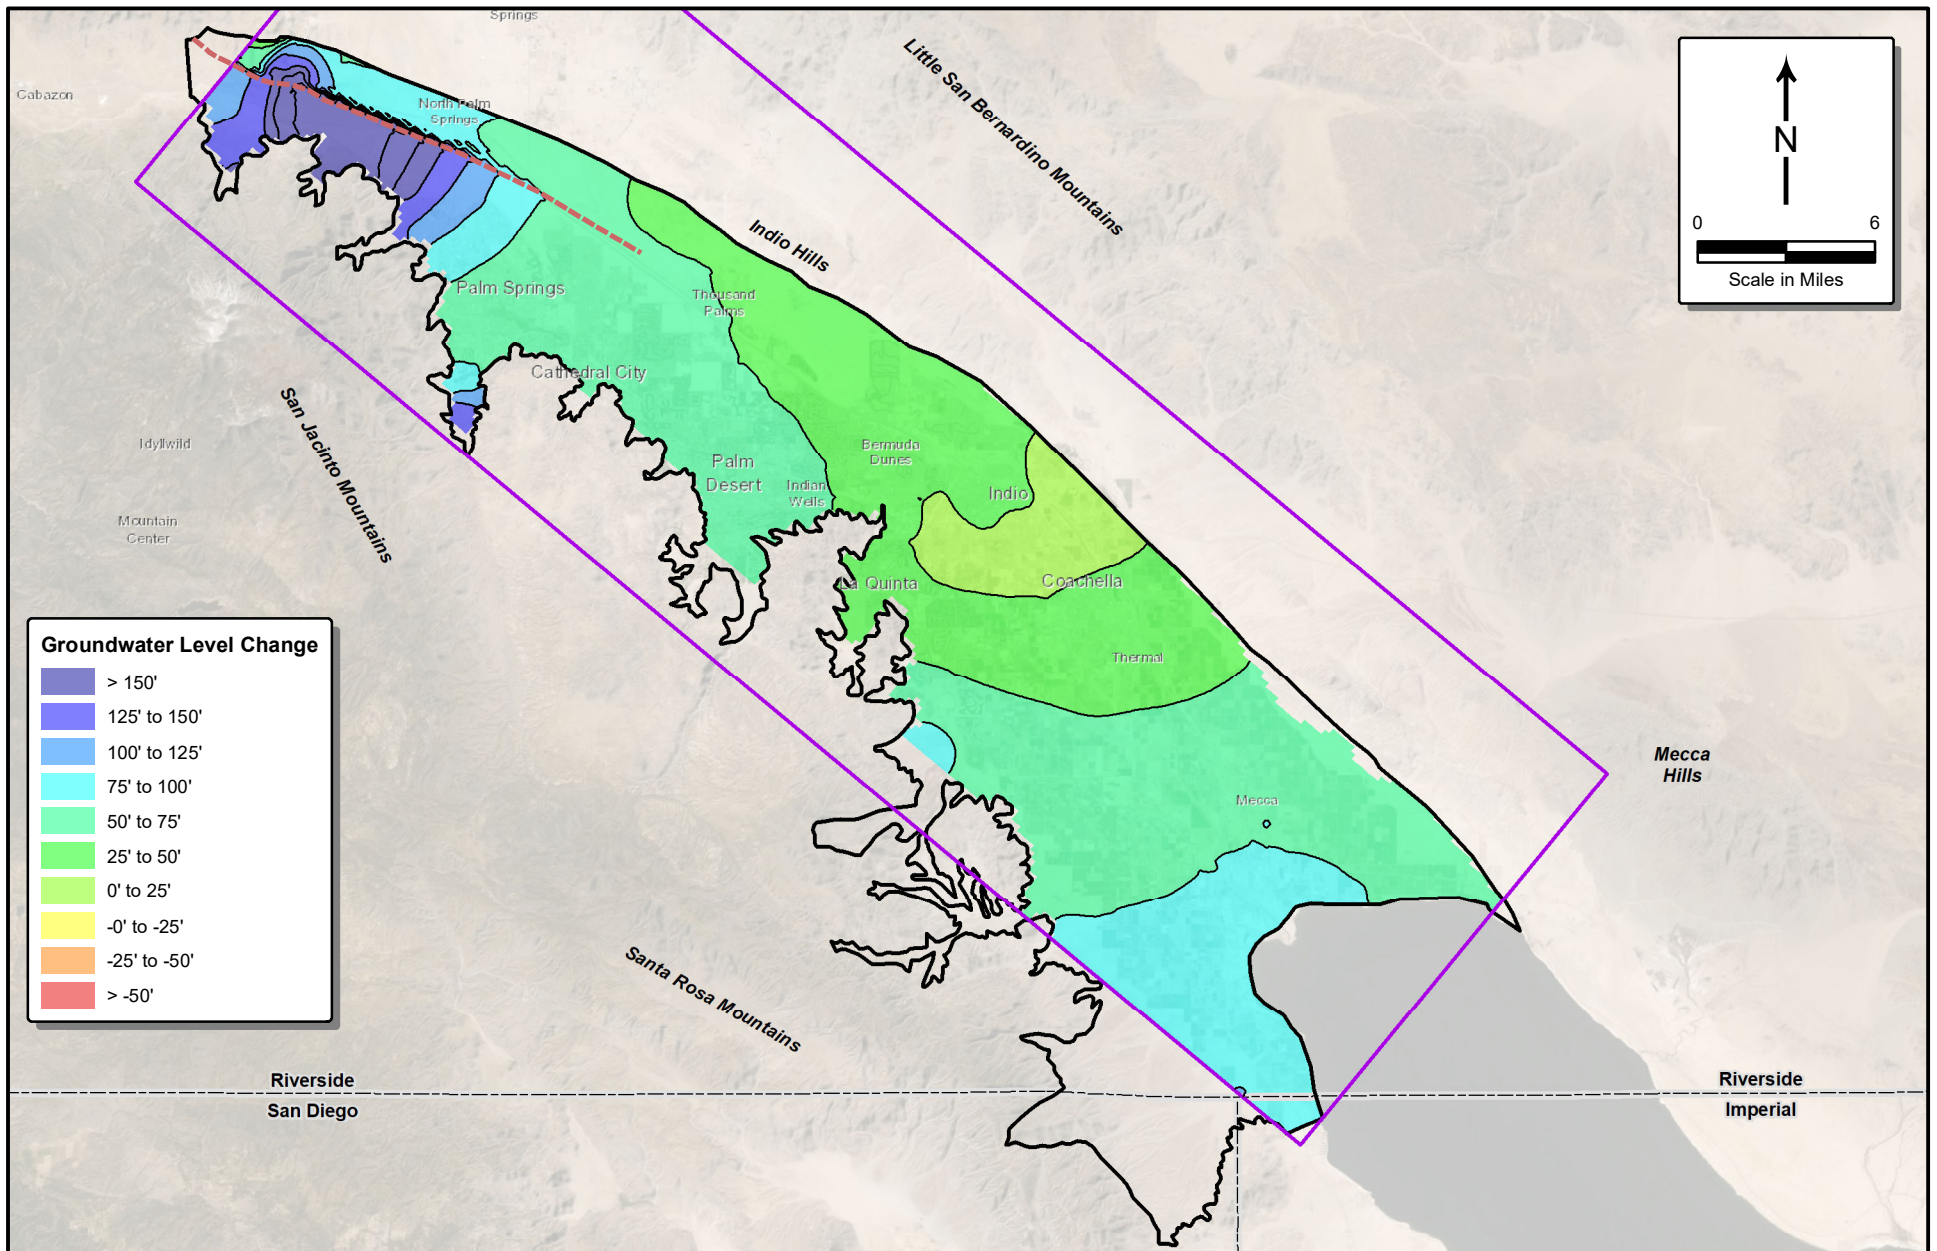 Springs
Cabazon
North Palm
Springs
Little San Bernardino Mountains
N
0 6
Scale in Miles
Indio Hills
Palm Springs
Thousand
Palms
Cathedral City
San Jacinto Mountains
Idyllwild
Mountain
Center
Palm
Desert
Indian
Wells
Bermuda
Dunes
Indio
La Quinta
Coachella
Thermal
Mecca
Mecca
Hills
Groundwater Level Change
> 150'
125' to 150'
100' to 125'
75' to 100'
50' to 75'
25' to 50'
0' to 25'
-0' to -25'
-25' to -50'
> -50'
Santa Rosa Mountains
Riverside
San Diego
Riverside
Imperial